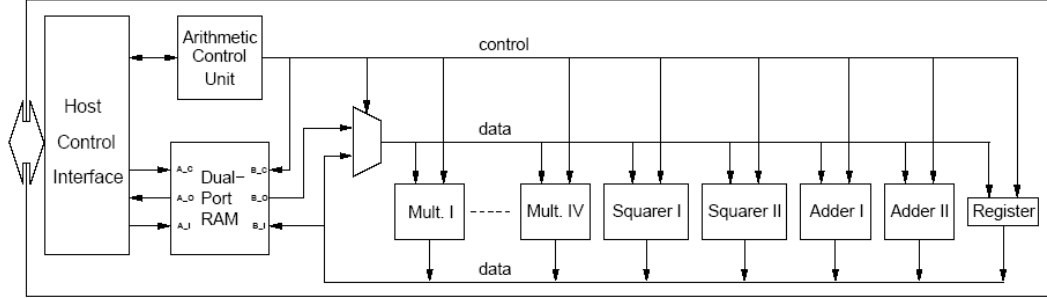 Host
Control
Interface
Arithmetic
Control
Unit
control
A_C
A_O
A_I
Dual-
Port
RAM
B_C
B_O
B_I
data
Mult. I
Mult. IV
Squarer I
Squarer II
Adder I
Adder II
Register
data